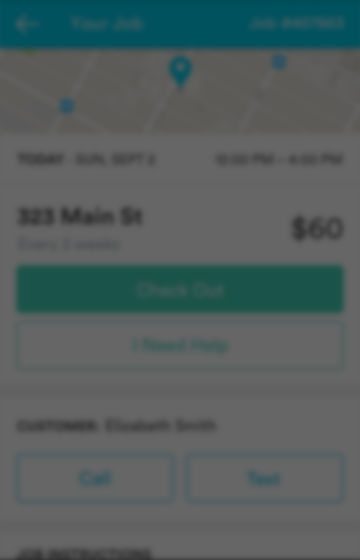 Your Job Job #407863
TODAY · SUN, SEPT 2 12:00 PM – 4:00 PM
323 Main St
$60
Every 2 weeks
Check Out
I Need Help
CUSTOMER: Elizabeth Smith
Call Text
JOB INSTRUCTIONS